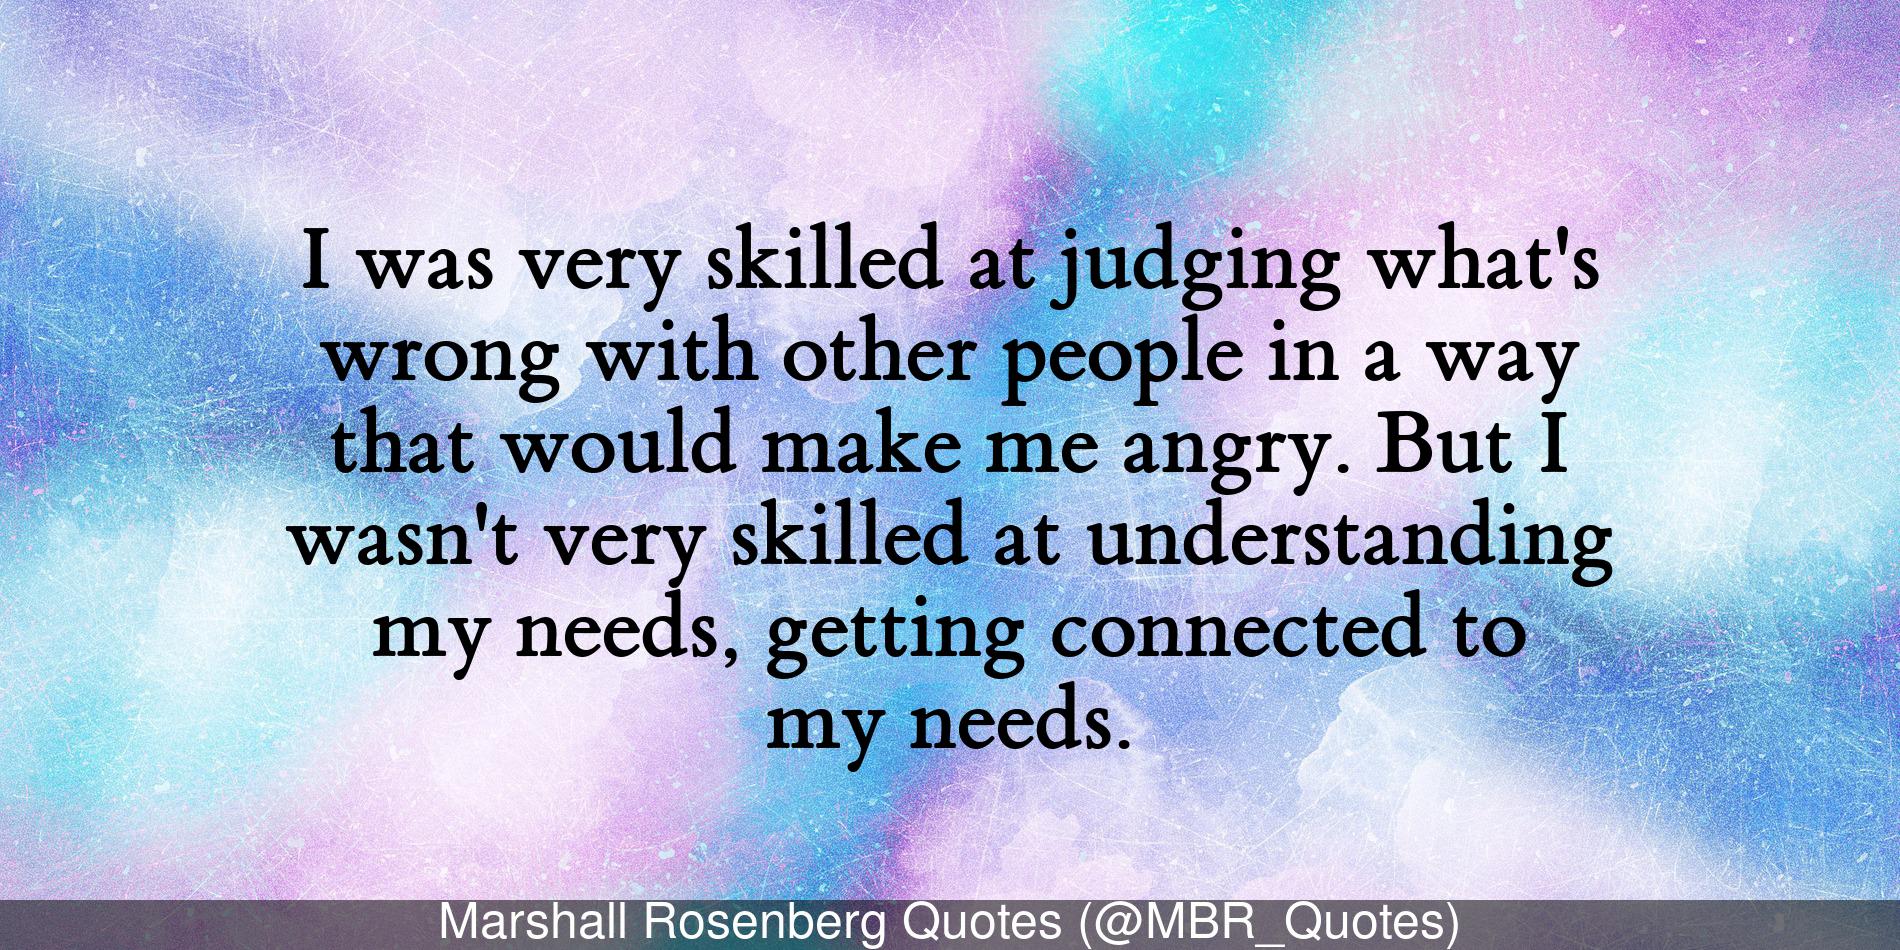 I was very skilled at judging what's
wrong with other people in a way
that would make me angry. But I
wasn't very skilled at understanding
my needs, getting connected to
my needs.
Marshall Rosenberg Quotes (@MBR_Quotes)